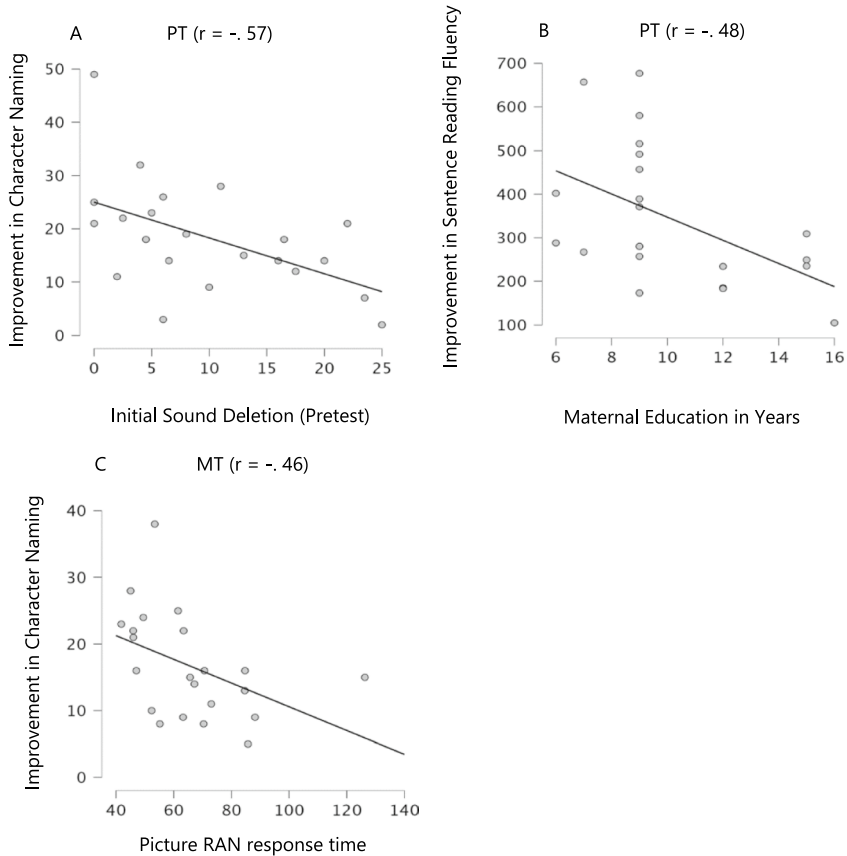 A
PT (r = -. 57)
Improvement in Character Naming
50
40
30
20
10
0
0 5 10 15 20 25
Initial Sound Deletion (Pretest)
B
PT (r = -. 48)
Improvement in Sentence Reading Fluency
700
600
500
400
300
200
100
6 8 10 12 14 16
Maternal Education in Years
C
MT (r = -. 46)
Improvement in Character Naming
40
30
20
10
0
40 60 80 100 120 140
Picture RAN response time